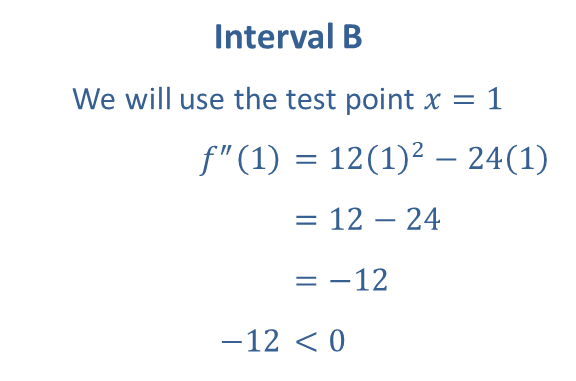 Interval B
We will use the test point x = 1
f″(1) = 12(1)² − 24(1)
= 12 − 24
= −12
−12 < 0